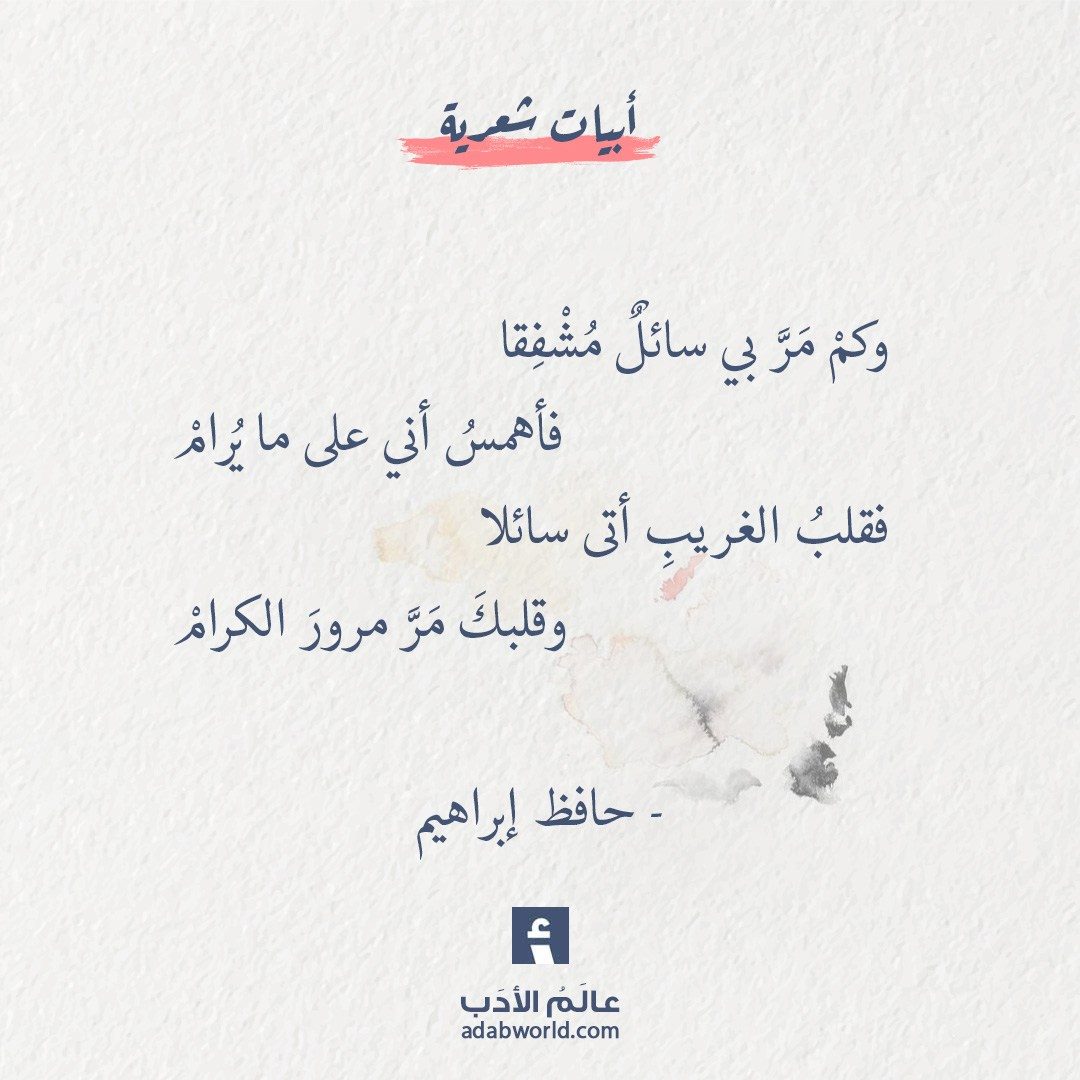 أبيات شعرية
وكمْ مَرَّ بي سائلٌ مُشْفِقا
فأهمسُ أني على ما يُرامْ
فقلبُ الغريبِ أتى سائلا
وقلبكَ مَرَّ مرورَ الكرامْ
- حافظ إبراهيم
أ
عالَمُ الأدَب
adabworld.com